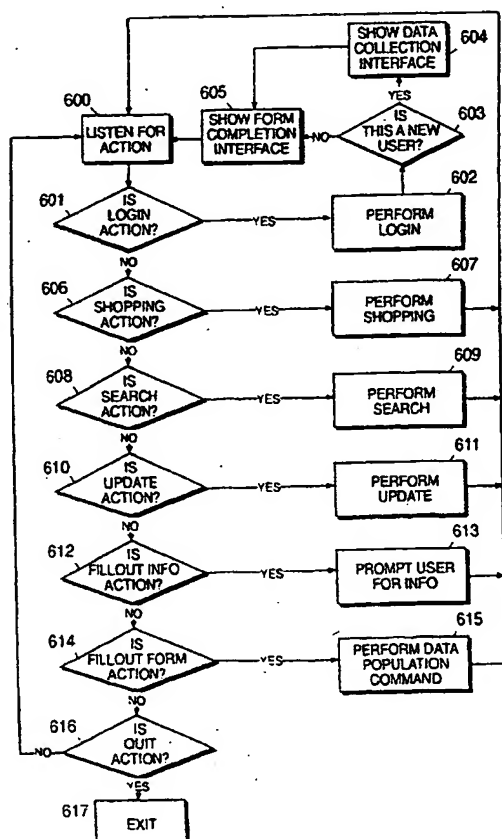 SHOW DATA
COLLECTION
INTERFACE
604
600
605
LISTEN FOR
ACTION
SHOW FORM
COMPLETION
INTERFACE
NO
YES
IS
THIS A NEW
USER?
603
601
IS
LOGIN
ACTION?
YES
602
PERFORM
LOGIN
NO
606
IS
SHOPPING
ACTION?
YES
607
PERFORM
SHOPPING
NO
608
IS
SEARCH
ACTION?
YES
609
PERFORM
SEARCH
NO
610
IS
UPDATE
ACTION?
YES
611
PERFORM
UPDATE
NO
612
IS
FILLOUT INFO
ACTION?
YES
613
PROMPT USER
FOR INFO
NO
614
IS
FILLOUT FORM
ACTION?
YES
615
PERFORM DATA
POPULATION
COMMAND
NO
616
IS
QUIT
ACTION?
NO
YES
617
EXIT